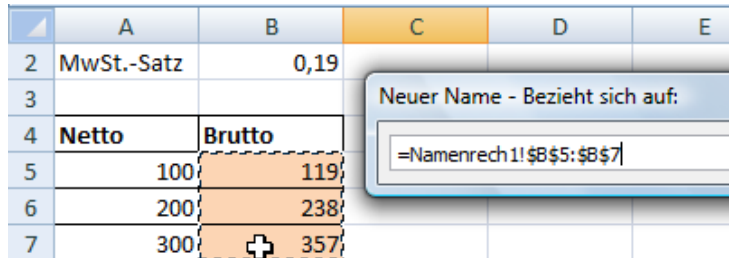 A B C D E
2 MwSt.-Satz 0,19
3 Neuer Name - Bezieht sich auf:
4 Netto Brutto
=Namenrech1!$B$5:$B$7
5 100 119
6 200 238
7 300 357